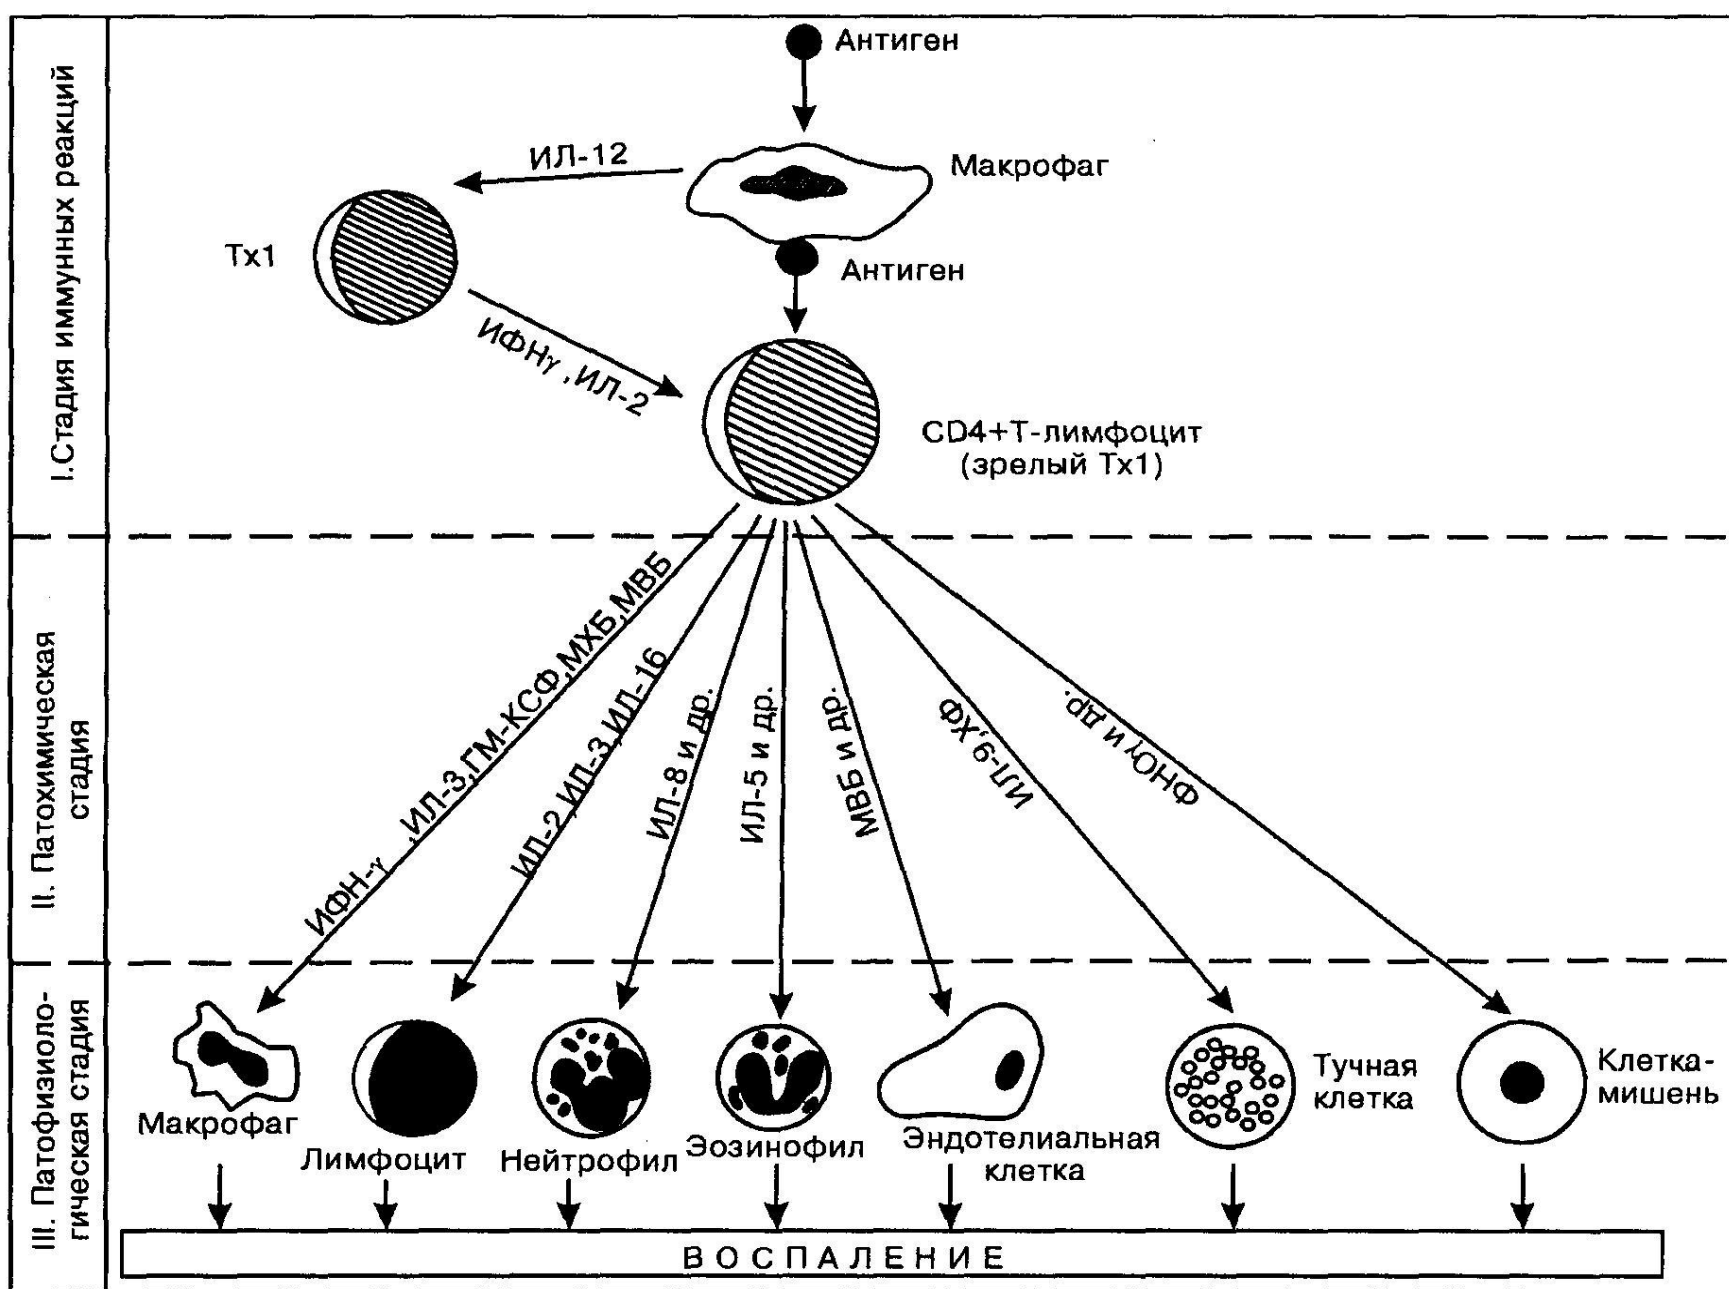 I.Стадия иммунных реакций
Антиген
ИЛ-12
Макрофаг
Тх1
Антиген
ИФНγ ,ИЛ-2
CD4+T-лимфоцит
(зрелый Тх1)
II. Патохимическая
стадия
ИФН-γ ,ИЛ-3,ГМ-КСФ,МХБ,МВБ
ИЛ-2,ИЛ-3,ИЛ-16
ИЛ-8 и др.
ИЛ-5 и др.
МВБ и др.
ИЛ-9,ХФ
ФНОγ и др.
III. Патофизиоло-
гическая стадия
Макрофаг
Лимфоцит
Нейтрофил
Эозинофил
Эндотелиальная
клетка
Тучная
клетка
Клетка-
мишень
ВОСПАЛЕНИЕ